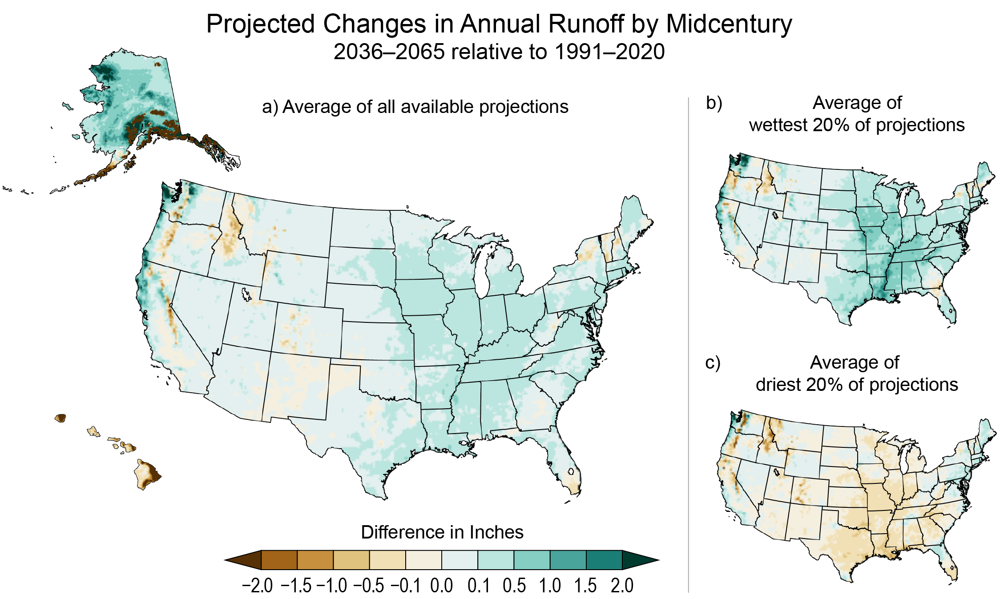 Projected Changes in Annual Runoff by Midcentury
2036–2065 relative to 1991–2020
a) Average of all available projections
b) Average of
wettest 20% of projections
c) Average of
driest 20% of projections
Difference in Inches
−2.0 −1.5 −1.0 −0.5 −0.1 0.0 0.1 0.5 1.0 1.5 2.0